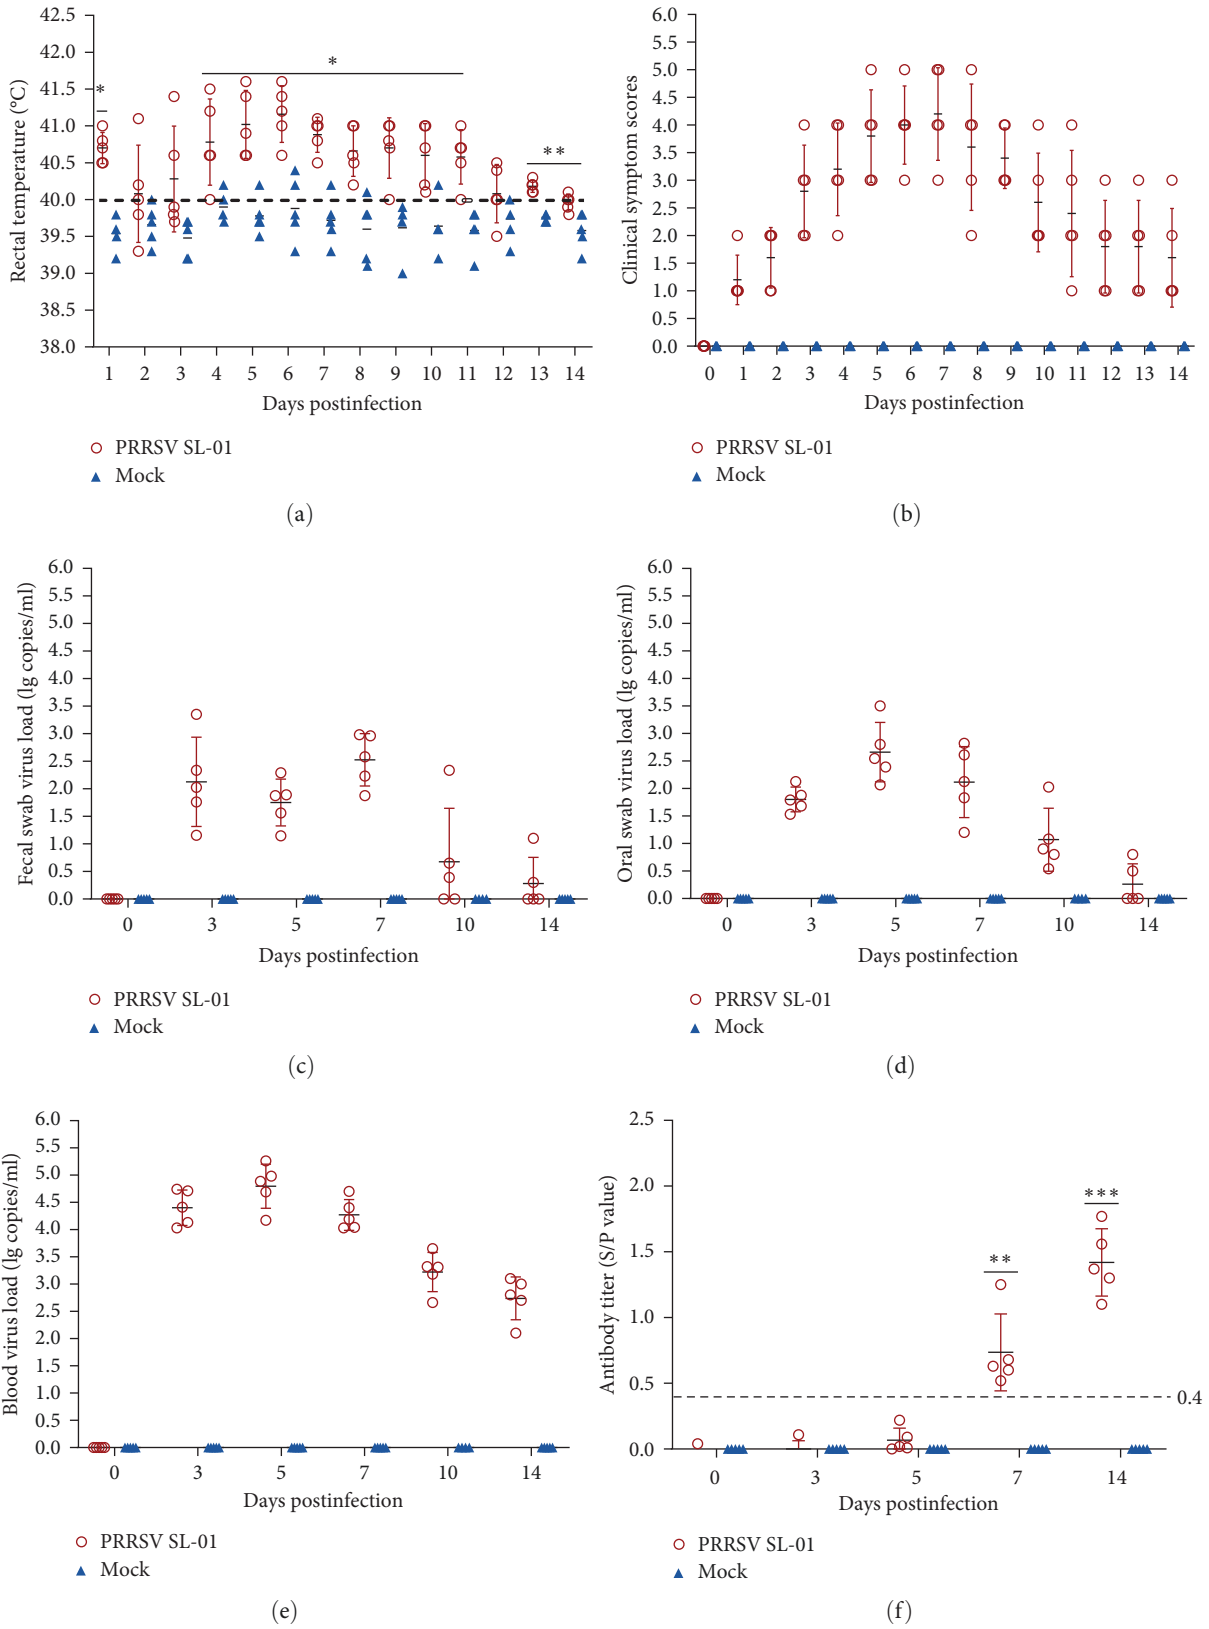 42.5
42.0
41.5
41.0
40.5
40.0
39.5
39.0
38.5
38.0
Rectal temperature (°C)
*
*
**
1 2 3 4 5 6 7 8 9 10 11 12 13 14
Days postinfection
PRRSV SL-01
Mock
(a)
6.0
5.5
5.0
4.5
4.0
3.5
3.0
2.5
2.0
1.5
1.0
0.5
0.0
Clinical symptom scores
0 1 2 3 4 5 6 7 8 9 10 11 12 13 14
Days postinfection
PRRSV SL-01
Mock
(b)
6.0
5.5
5.0
4.5
4.0
3.5
3.0
2.5
2.0
1.5
1.0
0.5
0.0
Fecal swab virus load (lg copies/ml)
0 3 5 7 10 14
Days postinfection
PRRSV SL-01
Mock
(c)
6.0
5.5
5.0
4.5
4.0
3.5
3.0
2.5
2.0
1.5
1.0
0.5
0.0
Oral swab virus load (lg copies/ml)
0 3 5 7 10 14
Days postinfection
PRRSV SL-01
Mock
(d)
6.0
5.5
5.0
4.5
4.0
3.5
3.0
2.5
2.0
1.5
1.0
0.5
0.0
Blood virus load (lg copies/ml)
0 3 5 7 10 14
Days postinfection
PRRSV SL-01
Mock
(e)
2.5
2.0
1.5
1.0
0.5
0.0
Antibody titer (S/P value)
**
***
0.4
0 3 5 7 14
Days postinfection
PRRSV SL-01
Mock
(f)